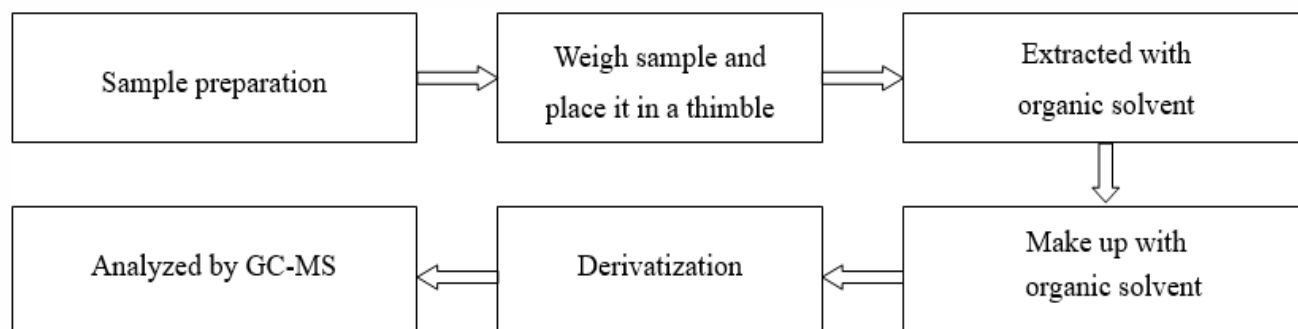 Sample preparation
Weigh sample and
place it in a thimble
Extracted with
organic solvent
Make up with
organic solvent
Derivatization
Analyzed by GC-MS